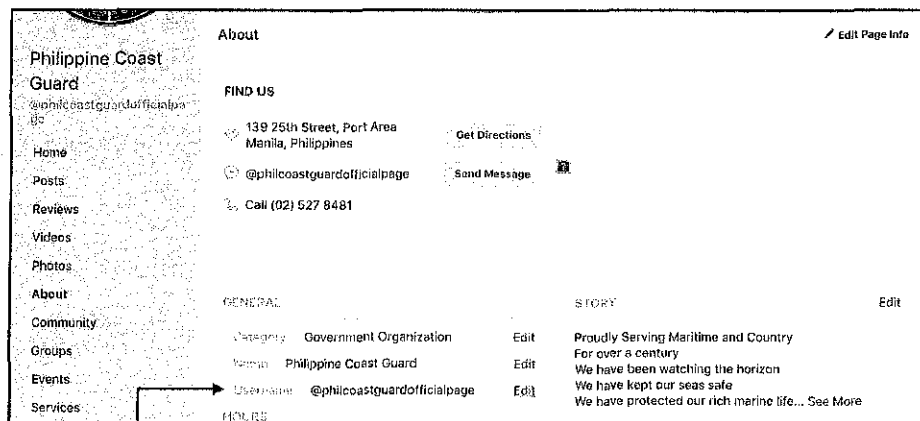 Philippine Coast
Guard
@philcoastguardofficialpa
ge
Home
Posts
Reviews
Videos
Photos
About
Community
Groups
Events
Services
About
Edit Page Info
FIND US
139 25th Street, Port Area
Manila, Philippines
Get Directions
@philcoastguardofficialpage
Send Message
Call (02) 527 8481
GENERAL
Category Government Organization Edit
Name Philippine Coast Guard Edit
Username @philcoastguardofficialpage Edit
HOURS
STORY Edit
Proudly Serving Maritime and Country
For over a century
We have been watching the horizon
We have kept our seas safe
We have protected our rich marine life... See More